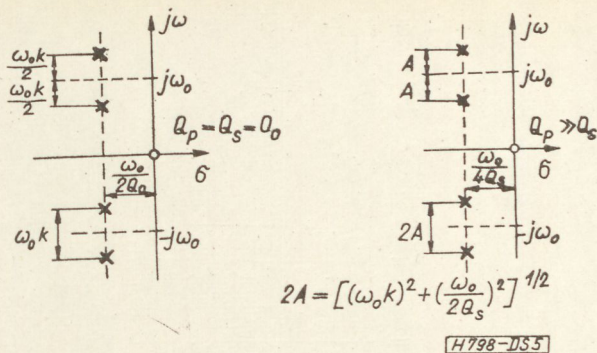 jω
ω₀k/2
ω₀k/2
jω₀
Q_p=Q_s=Q₀
ω₀/2Q₀
σ
ω₀k
-jω₀
jω
A
A
jω₀
Q_p≫Q_s
ω₀/4Q_s
σ
2A
-jω₀
2A=[(ω₀k)²+(ω₀/2Q_s)²]^1/2
H798-DS5